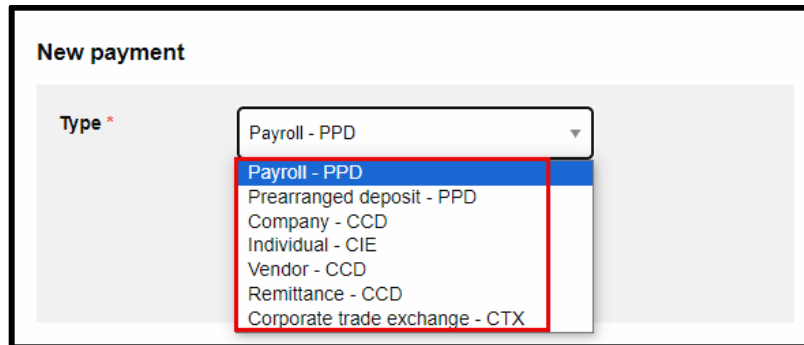 New payment
Type *
Payroll - PPD
Payroll - PPD
Prearranged deposit - PPD
Company - CCD
Individual - CIE
Vendor - CCD
Remittance - CCD
Corporate trade exchange - CTX